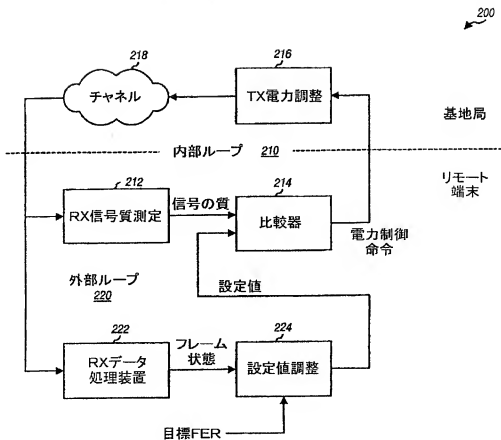 200
218
216
チャネル
TX電力調整
基地局
内部ループ 210
リモート
端末
212
214
RX信号質測定
信号の質
比較器
電力制御
命令
外部ループ
220
設定値
222
224
RXデータ
処理装置
フレーム
状態
設定値調整
目標FER